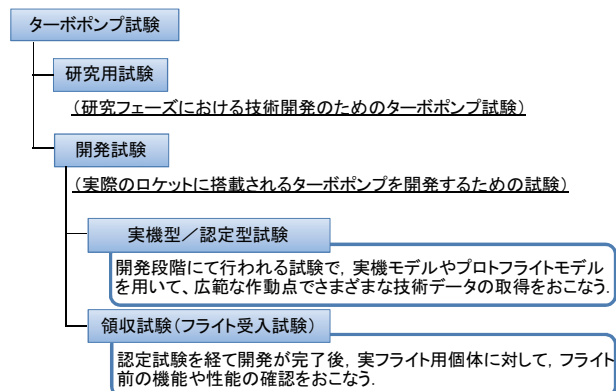 ターボポンプ試験
研究用試験
(研究フェーズにおける技術開発のためのターボポンプ試験)
開発試験
(実際のロケットに搭載されるターボポンプを開発するための試験)
実機型／認定型試験
開発段階にて行われる試験で, 実機モデルやプロトフライトモデル
を用いて、広範な作動点でさまざまな技術データの取得をおこなう.
領収試験(フライト受入試験)
認定試験を経て開発が完了後, 実フライト用個体に対して, フライト
前の機能や性能の確認をおこなう.